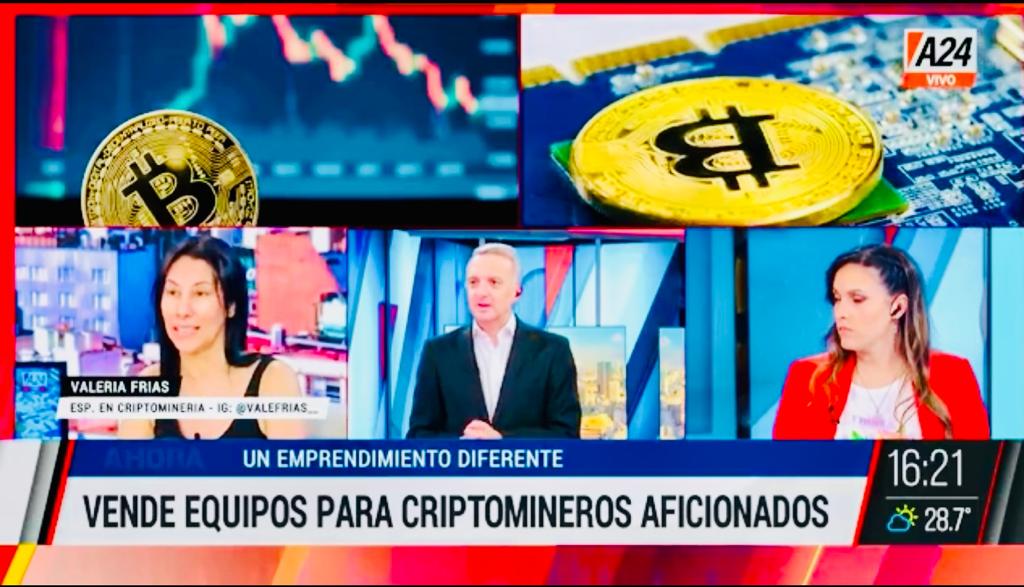 A24
VIVO
VALERIA FRIAS
ESP. EN CRIPTOMINERIA - IG: @VALEFRIAS__
AHORA
UN EMPRENDIMIENTO DIFERENTE
16:21
VENDE EQUIPOS PARA CRIPTOMINEROS AFICIONADOS
28.7°